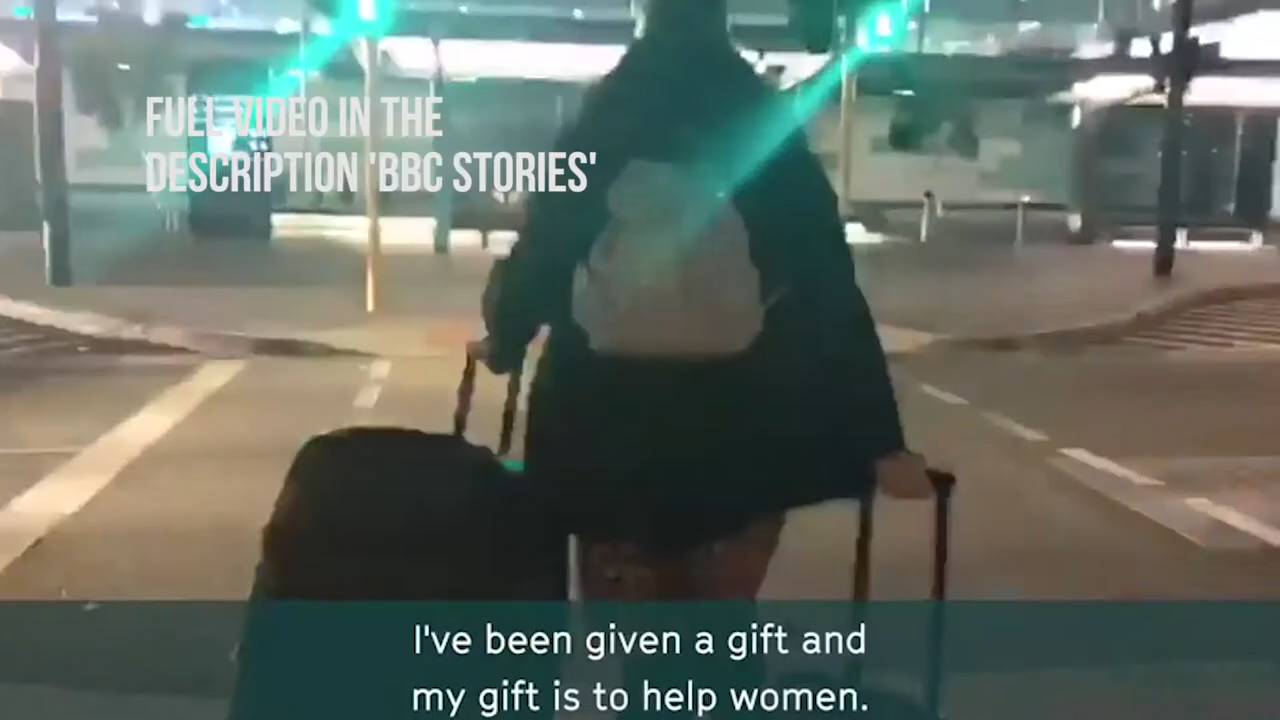 FULL VIDEO IN THE
DESCRIPTION 'BBC STORIES'
I've been given a gift and
my gift is to help women.